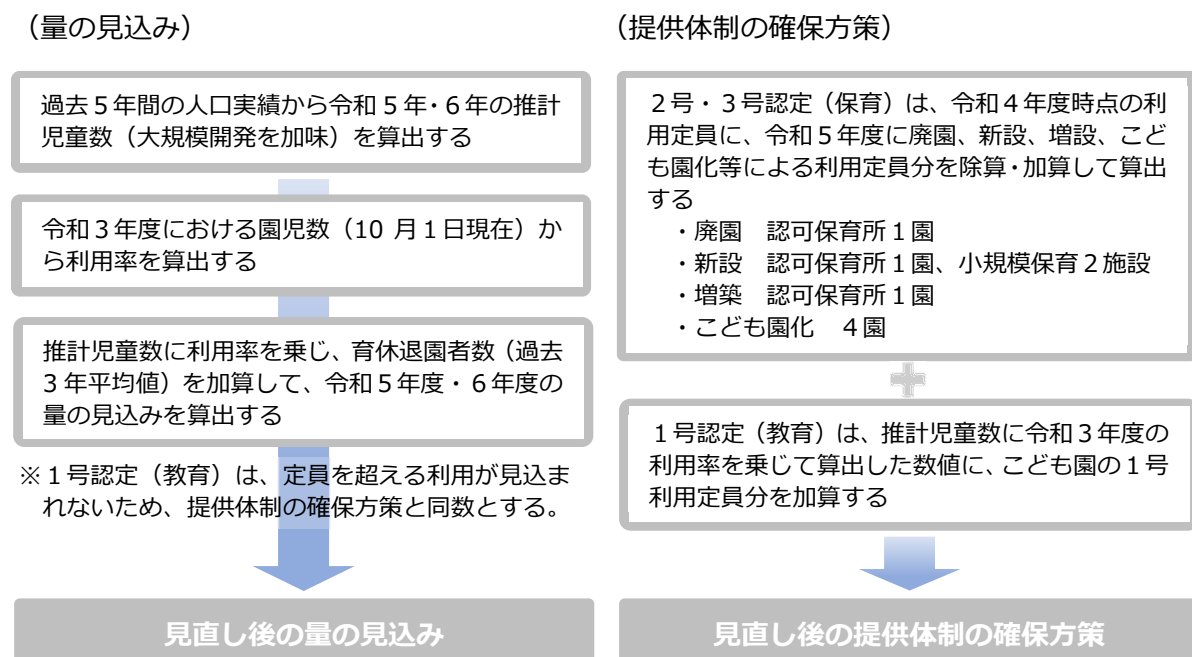 （量の見込み）
過去５年間の人口実績から令和５年・６年の推計
児童数（大規模開発を加味）を算出する
令和３年度における園児数（10 月１日現在）か
ら利用率を算出する
推計児童数に利用率を乗じ、育休退園者数（過去
３年平均値）を加算して、令和５年度・６年度の
量の見込みを算出する
※１号認定（教育）は、定員を超える利用が見込ま
れないため、提供体制の確保方策と同数とする。
見直し後の量の見込み
（提供体制の確保方策）
２号・３号認定（保育）は、令和４年度時点の利
用定員に、令和５年度に廃園、新設、増設、こど
も園化等による利用定員分を除算・加算して算出
する
・廃園　認可保育所１園
・新設　認可保育所１園、小規模保育２施設
・増築　認可保育所１園
・こども園化　４園
１号認定（教育）は、推計児童数に令和３年度の
利用率を乗じて算出した数値に、こども園の１号
利用定員分を加算する
見直し後の提供体制の確保方策